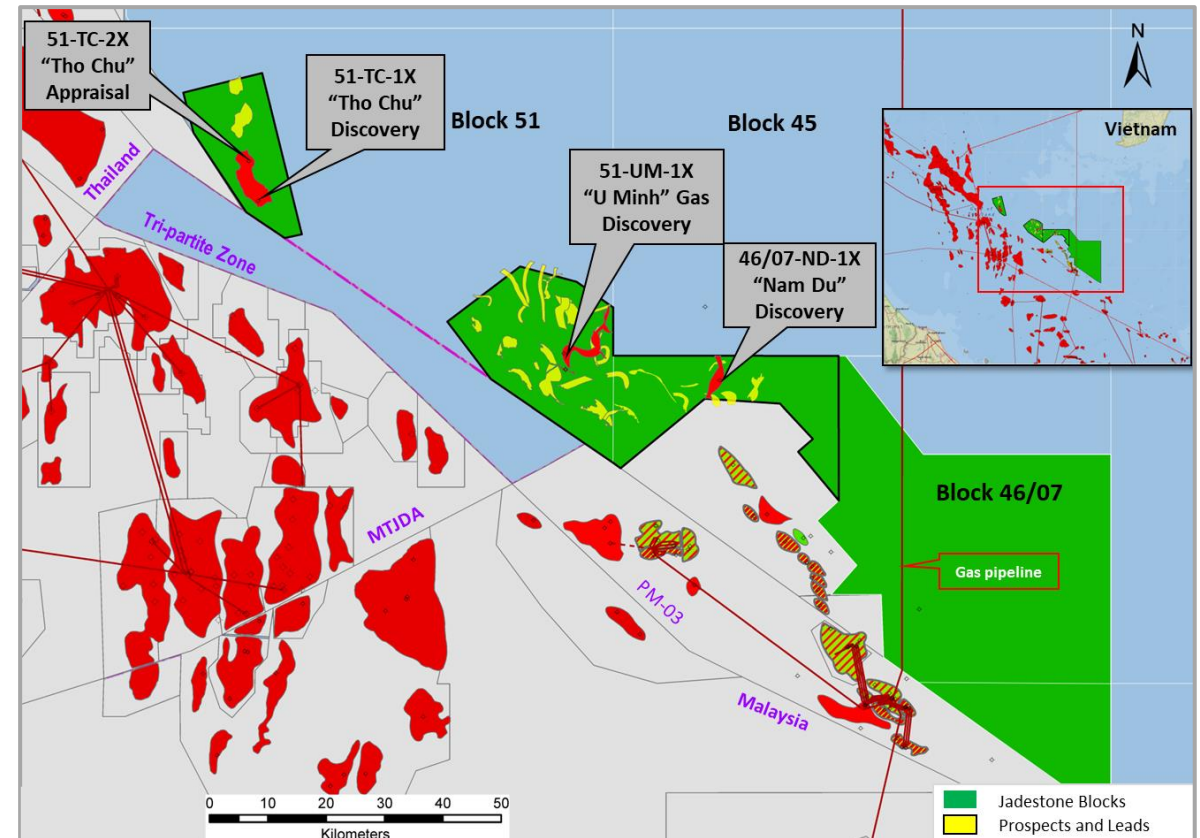 51-TC-2X
“Tho Chu”
Appraisal
51-TC-1X
“Tho Chu”
Discovery
Block 51
Block 45
N
Vietnam
Thailand
Tri-partite Zone
51-UM-1X
“U Minh” Gas
Discovery
46/07-ND-1X
“Nam Du”
Discovery
Block 46/07
MTJDA
Gas pipeline
PM-03
Malaysia
0 10 20 30 40 50
Kilometers
Jadestone Blocks
Prospects and Leads